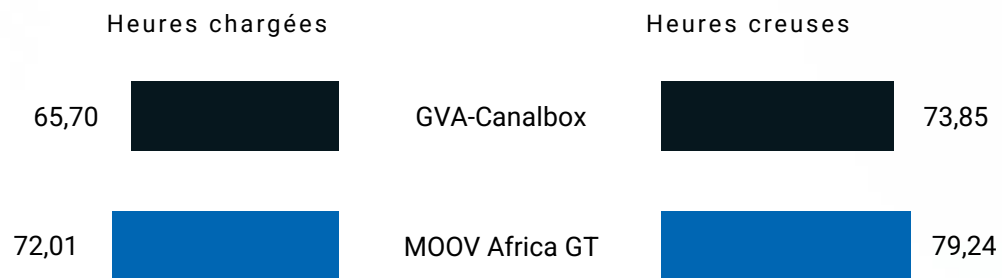 Heures chargées Heures creuses
65,70 GVA-Canalbox 73,85
72,01 MOOV Africa GT 79,24